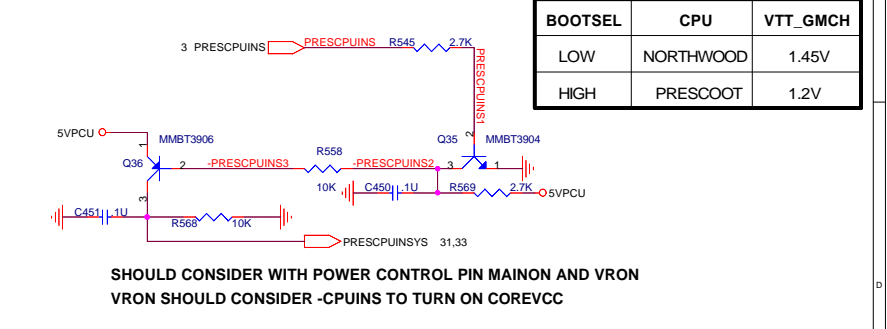 BOOTSEL CPU VTT_GMCH
LOW NORTHWOOD 1.45V
HIGH PRESCOOT 1.2V
3 PRESCPUINS PRESCPUINS R545 2.7K
PRESCPUINS1
5VPCU 1 MMBT3906 R558 Q35 2 MMBT3904
Q36 2 -PRESCPUINS3 -PRESCPUINS2 3 1
10K C450 .1U R569 2.7K 5VPCU
3
C451 .1U R568 10K
PRESCPUINSYS 31,33
SHOULD CONSIDER WITH POWER CONTROL PIN MAINON AND VRON
VRON SHOULD CONSIDER -CPUINS TO TURN ON COREVCC
D